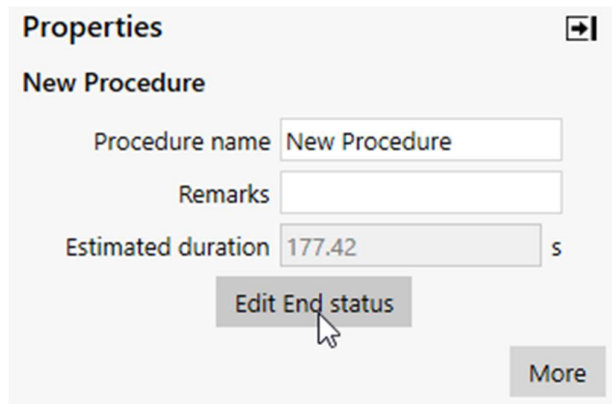 Properties
New Procedure
Procedure name New Procedure
Remarks
Estimated duration 177.42 s
Edit End status
More